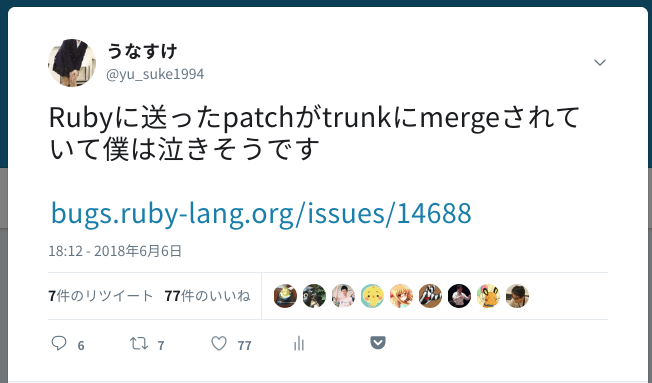 うなすけ
@yu_suke1994
Rubyに送ったpatchがtrunkにmergeされて
いて僕は泣きそうです
bugs.ruby-lang.org/issues/14688
18:12 - 2018年6月6日
7件のリツイート 77件のいいね
6 7 77